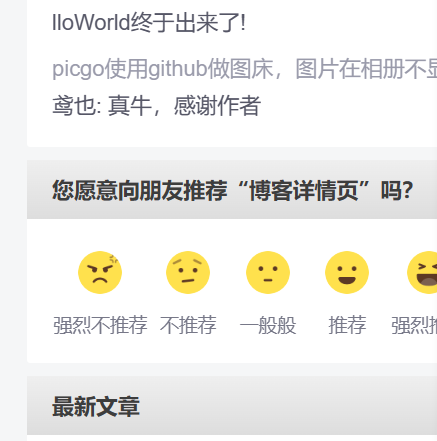 lloWorld终于出来了!
picgo使用github做图床，图片在相册不
鸢也: 真牛，感谢作者
您愿意向朋友推荐“博客详情页”吗？
强烈不推荐 不推荐 一般般 推荐 强烈
最新文章